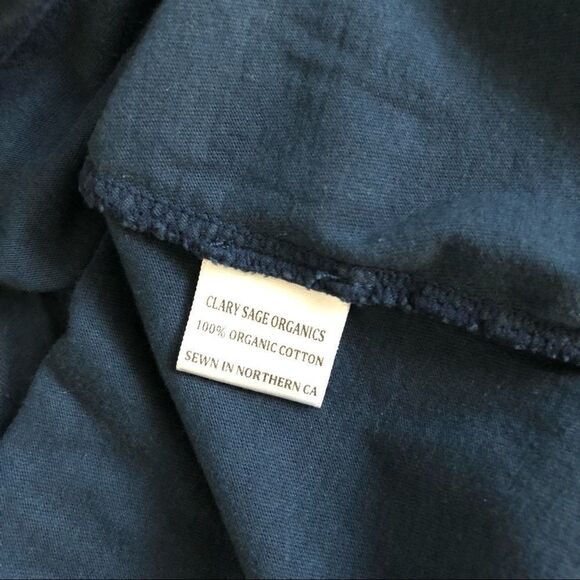 CLARY SAGE ORGANICS
100% ORGANIC COTTON
SEWN IN NORTHERN CA